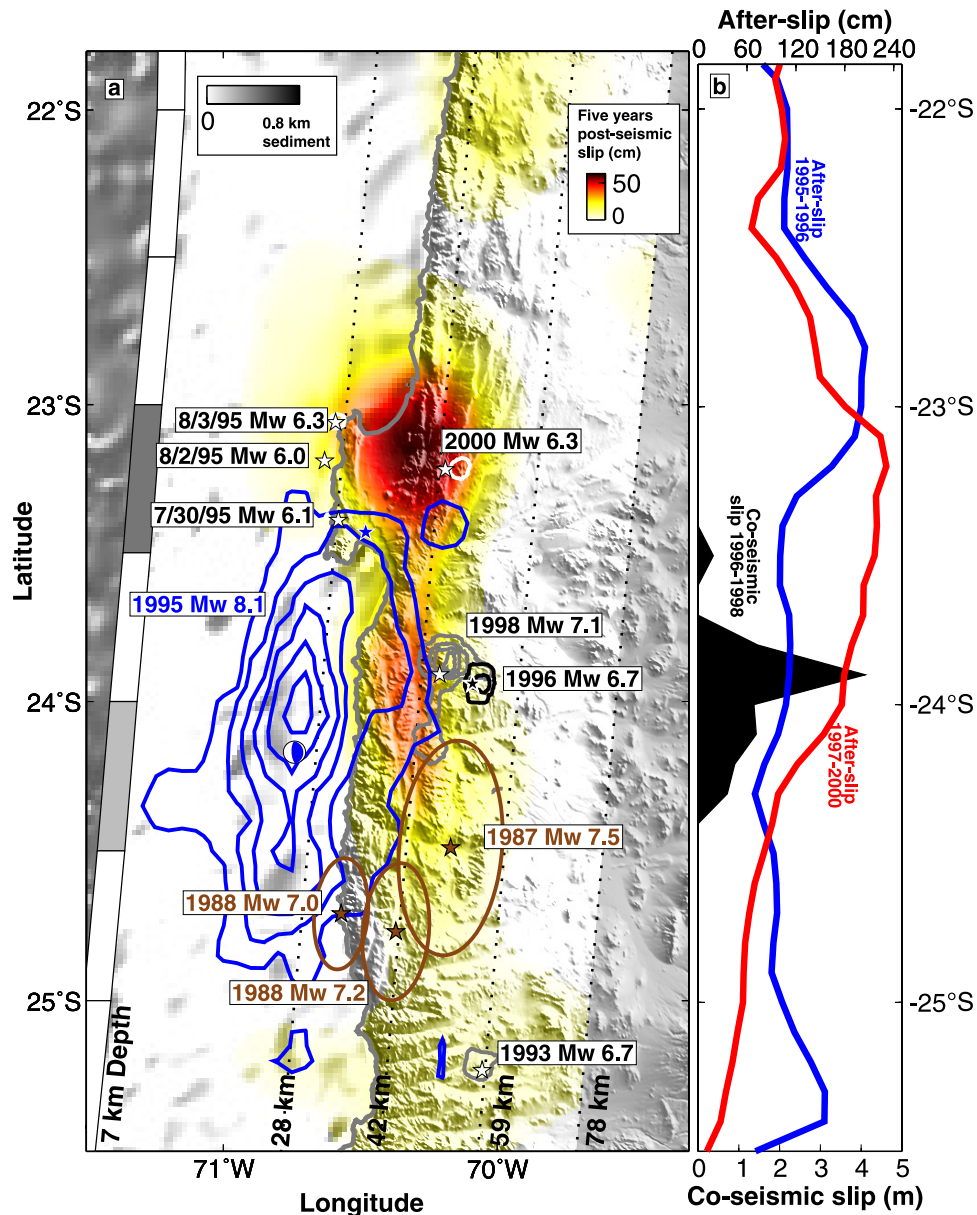 After-slip (cm)
0 60 120 180 240
a
0 0.8 km
sediment
Five years
post-seismic
slip (cm)
50
0
b
22°S
-22°S
After-slip
1995-1996
23°S
-23°S
8/3/95 Mw 6.3
2000 Mw 6.3
8/2/95 Mw 6.0
7/30/95 Mw 6.1
Latitude
Co-seismic
slip 1996-1998
1995 Mw 8.1
1998 Mw 7.1
1996 Mw 6.7
24°S
-24°S
After-slip
1997-2000
1987 Mw 7.5
1988 Mw 7.0
1988 Mw 7.2
25°S
-25°S
1993 Mw 6.7
7 km Depth
28 km
42 km
59 km
78 km
71°W
70°W
Longitude
0 1 2 3 4 5
Co-seismic slip (m)